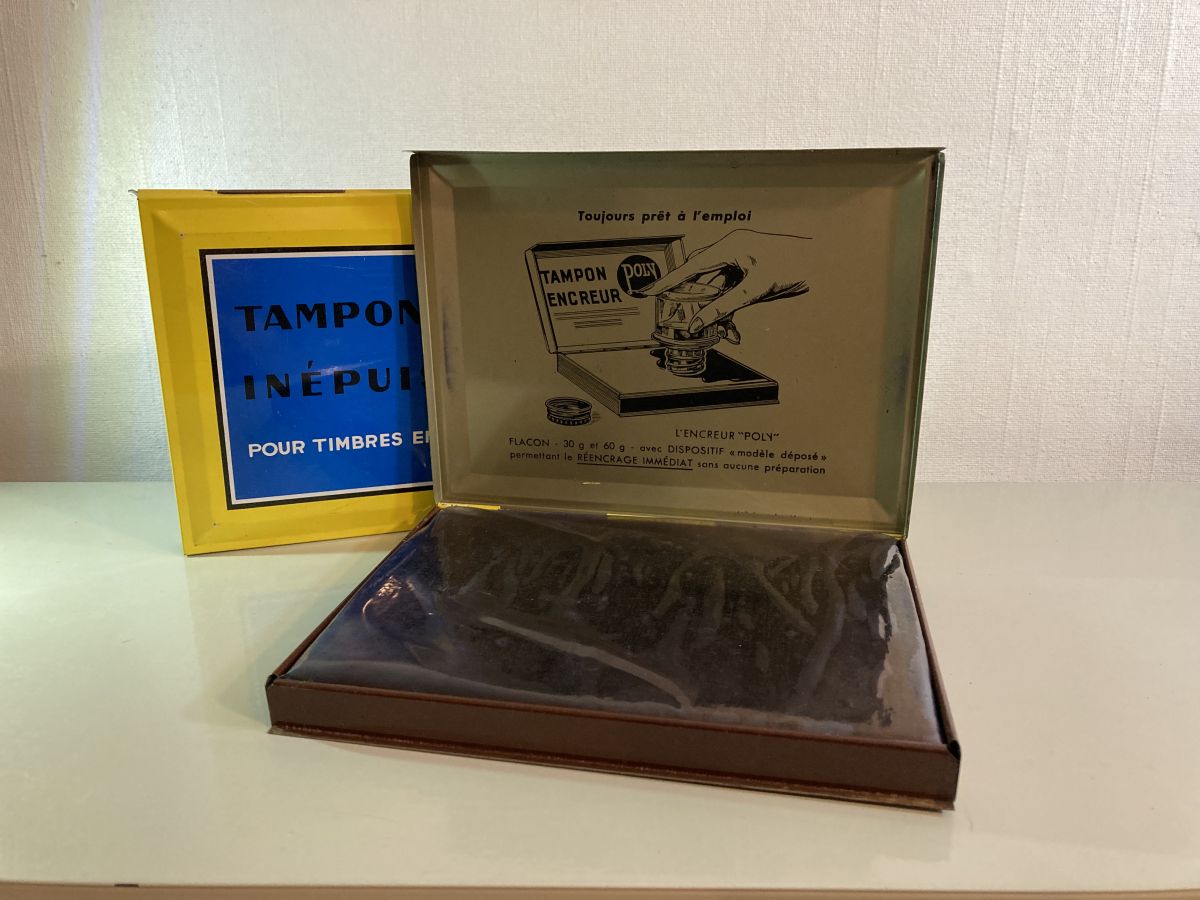 TAMPON
INÉPUI
POUR TIMBRES E
Toujours prêt à l'emploi
TAMPON POLY
ENCREUR
L'ENCREUR "POLY"
FLACON - 30 g et 60 g - avec DISPOSITIF «modèle déposé»
permettant le RÉENCRAGE IMMÉDIAT sans aucune préparation